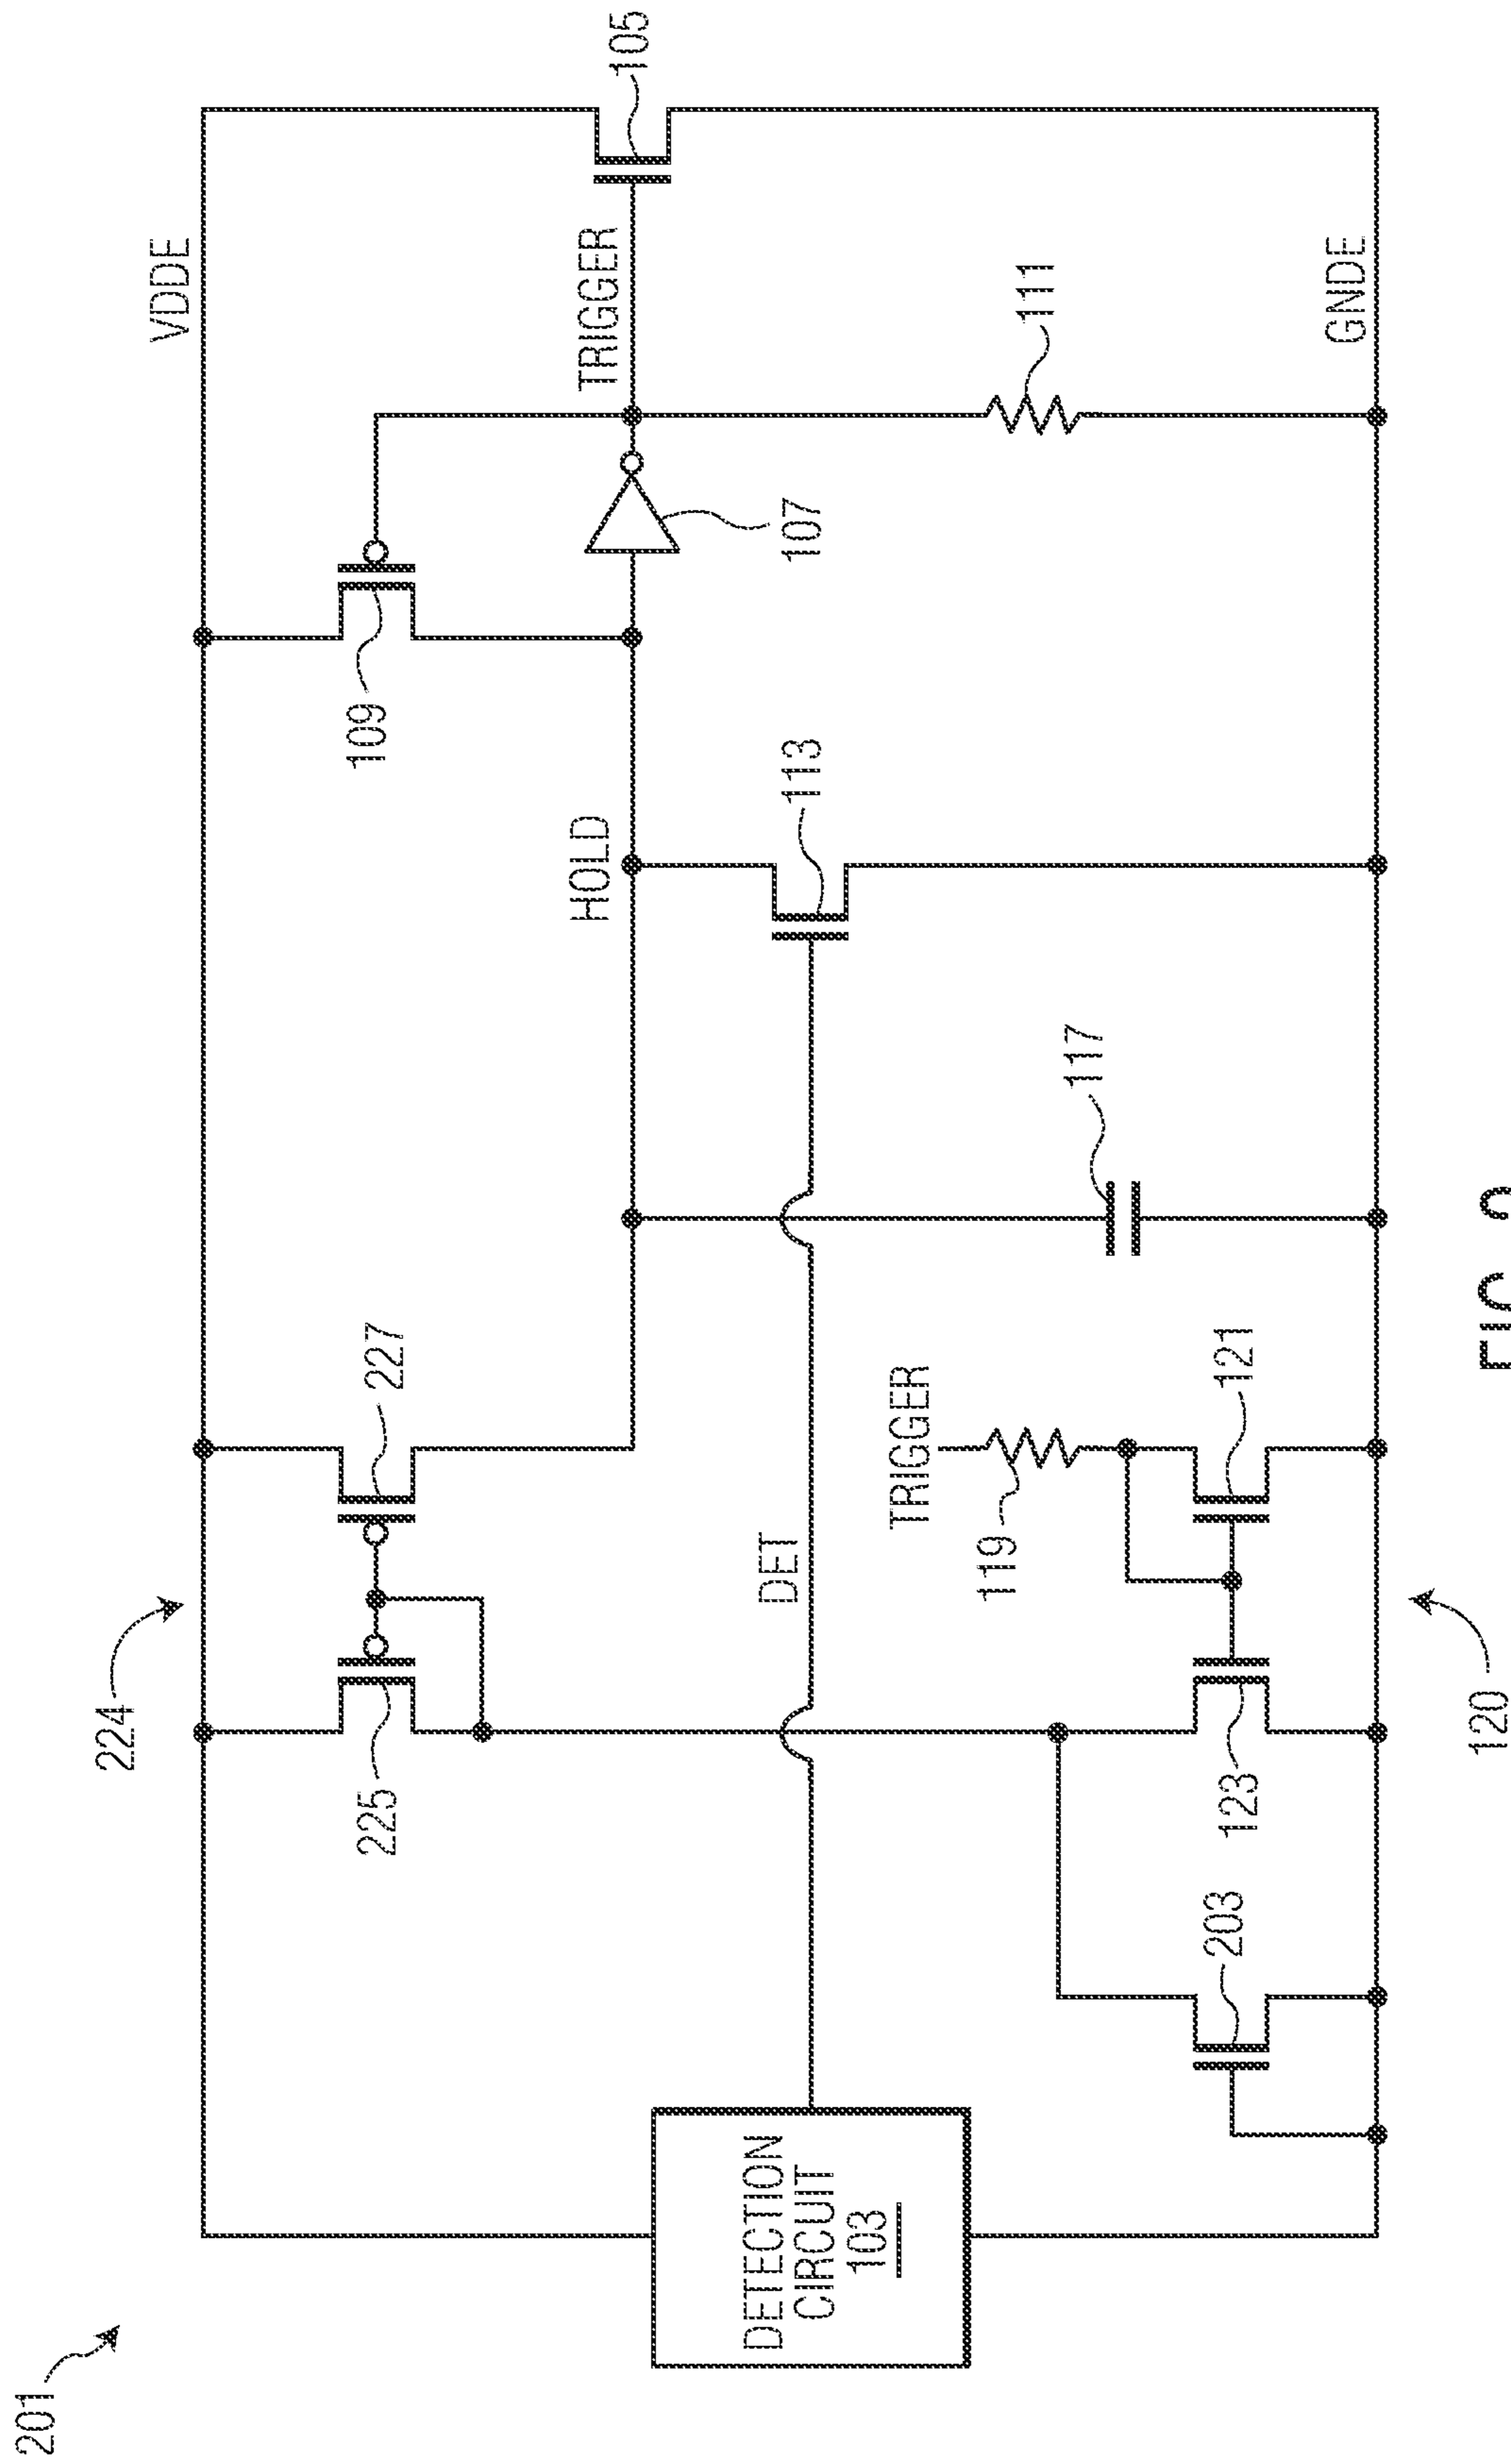 201
224
VDDE
225
227
109
HOLD
TRIGGER
105
DETECTION
CIRCUIT
103
DET
113
107
TRIGGER
119
117
111
203
123
121
GNDE
120